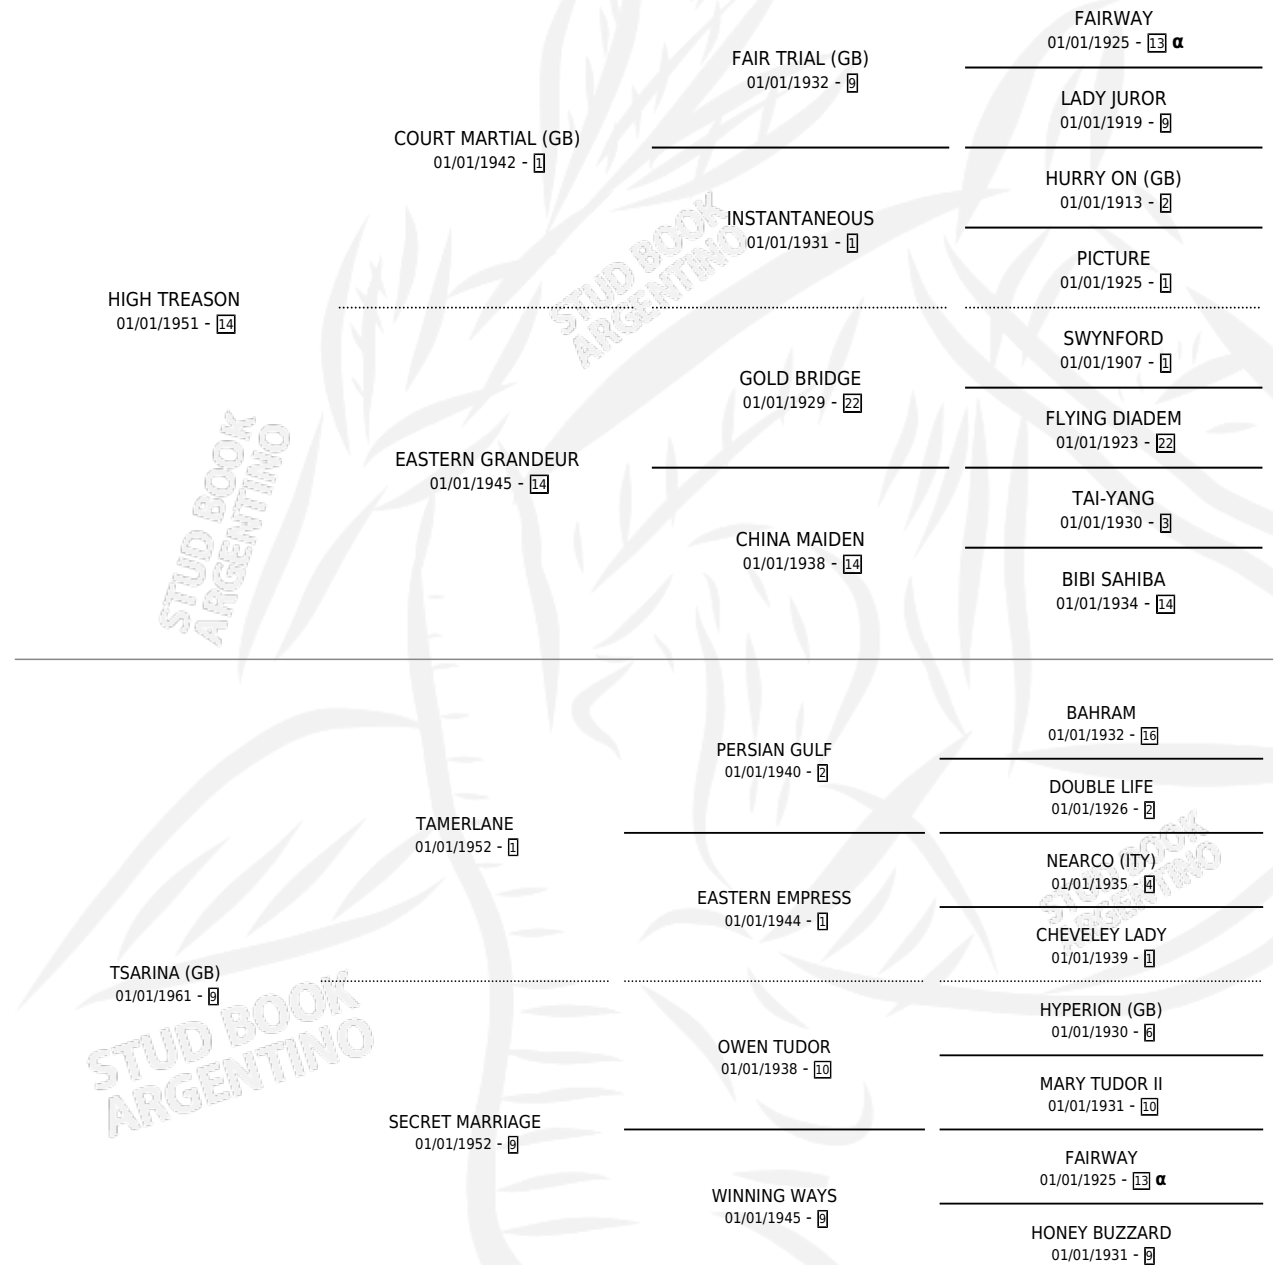 FAIRWAY
01/01/1925 - 13 α
FAIR TRIAL (GB)
01/01/1932 - 9
LADY JUROR
01/01/1919 - 9
COURT MARTIAL (GB)
01/01/1942 - 1
HURRY ON (GB)
01/01/1913 - 2
INSTANTANEOUS
01/01/1931 - 1
PICTURE
01/01/1925 - 1
HIGH TREASON
01/01/1951 - 14
SWYNFORD
01/01/1907 - 1
GOLD BRIDGE
01/01/1929 - 22
FLYING DIADEM
01/01/1923 - 22
EASTERN GRANDEUR
01/01/1945 - 14
TAI-YANG
01/01/1930 - 3
CHINA MAIDEN
01/01/1938 - 14
BIBI SAHIBA
01/01/1934 - 14
BAHRAM
01/01/1932 - 16
PERSIAN GULF
01/01/1940 - 2
DOUBLE LIFE
01/01/1926 - 2
TAMERLANE
01/01/1952 - 1
NEARCO (ITY)
01/01/1935 - 4
EASTERN EMPRESS
01/01/1944 - 1
CHEVELEY LADY
01/01/1939 - 1
TSARINA (GB)
01/01/1961 - 9
HYPERION (GB)
01/01/1930 - 6
OWEN TUDOR
01/01/1938 - 10
MARY TUDOR II
01/01/1931 - 10
SECRET MARRIAGE
01/01/1952 - 9
FAIRWAY
01/01/1925 - 13 α
WINNING WAYS
01/01/1945 - 9
HONEY BUZZARD
01/01/1931 - 9
STUD BOOK
ARGENTINO
STUD BOOK
ARGENTINO
STUD BOOK
ARGENTINO
STUD BOOK
ARGENTINO